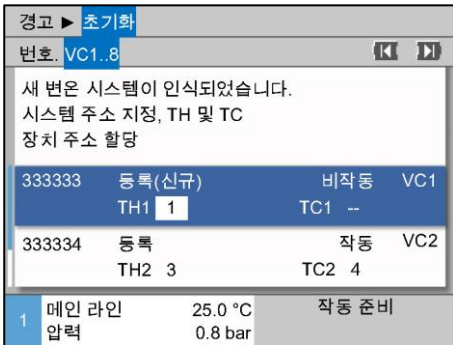 경고 ► 초기화
번호. VC1..8
새 변온 시스템이 인식되었습니다.
시스템 주소 지정, TH 및 TC
장치 주소 할당
333333 등록(신규) 비작동 VC1
TH1 1 TC1 --
333334 등록 작동 VC2
TH2 3 TC2 4
1 메인 라인 25.0 °C 작동 준비
압력 0.8 bar